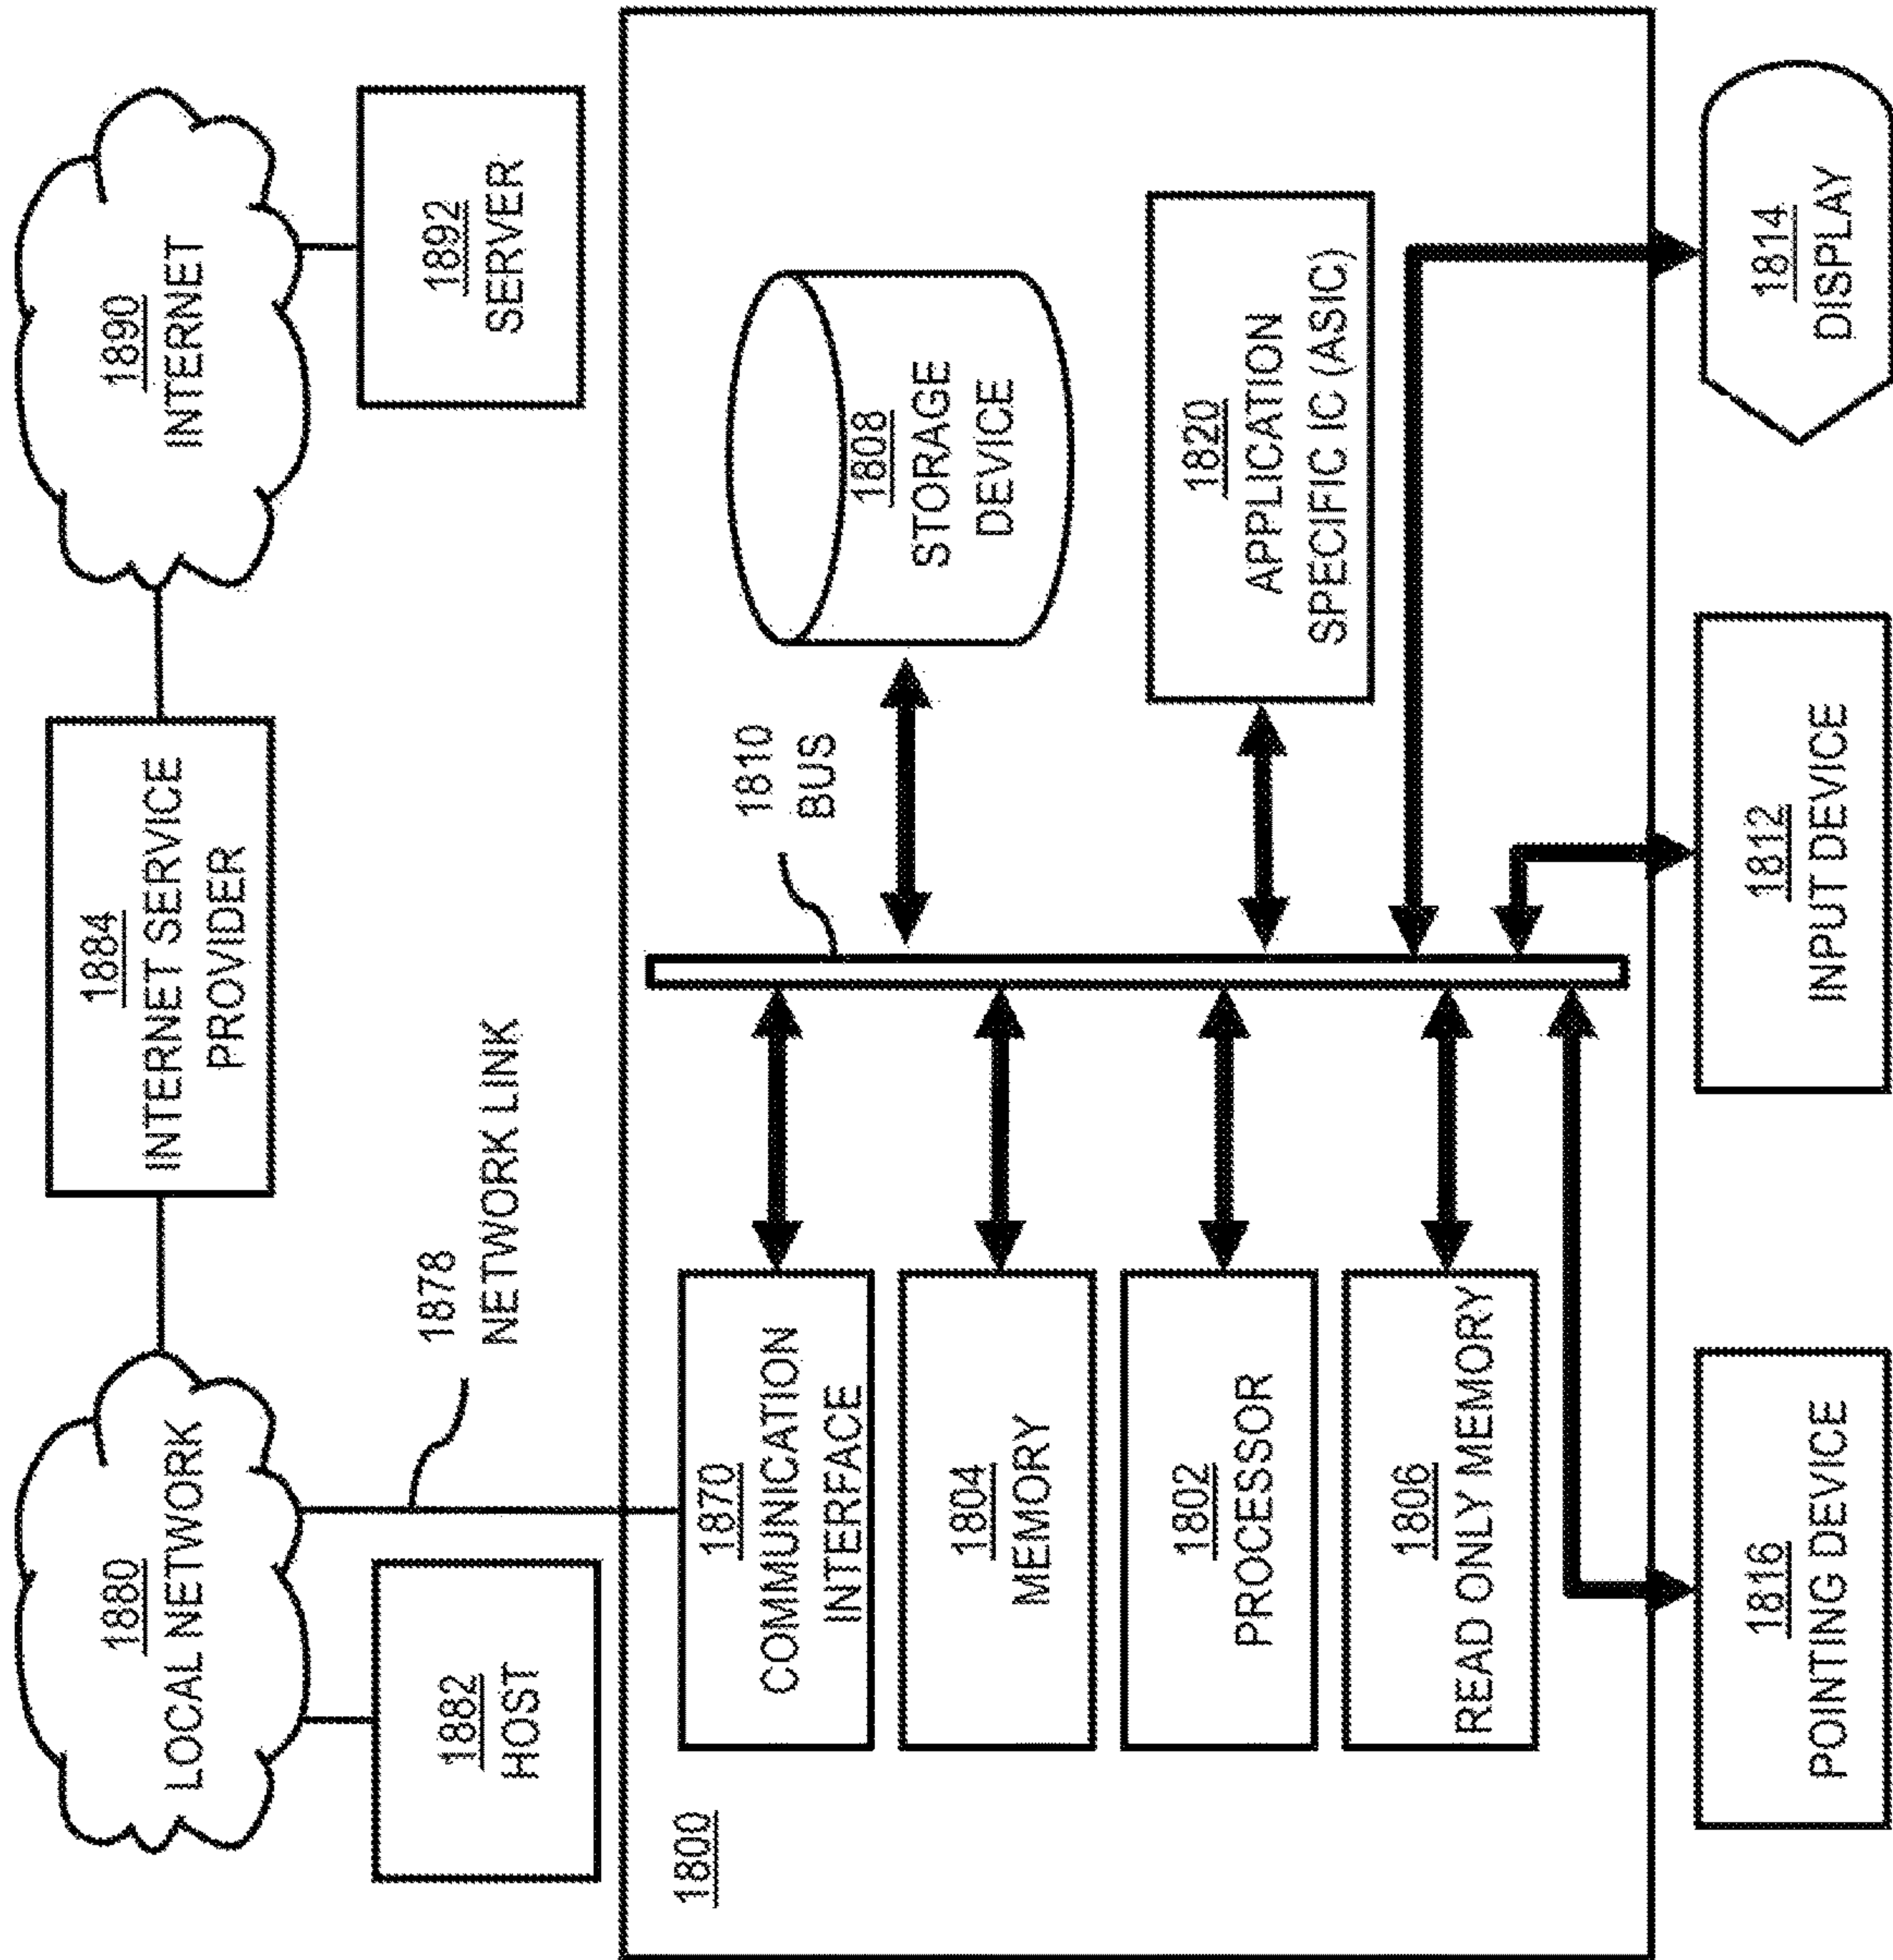 1880
LOCAL NETWORK
1884
INTERNET SERVICE
PROVIDER
1890
INTERNET
1882
HOST
1878
NETWORK LINK
1892
SERVER
1800
1870
COMMUNICATION
INTERFACE
1810
BUS
1808
STORAGE
DEVICE
1804
MEMORY
1802
PROCESSOR
1820
APPLICATION
SPECIFIC IC (ASIC)
1806
READ ONLY MEMORY
1816
POINTING DEVICE
1812
INPUT DEVICE
1814
DISPLAY